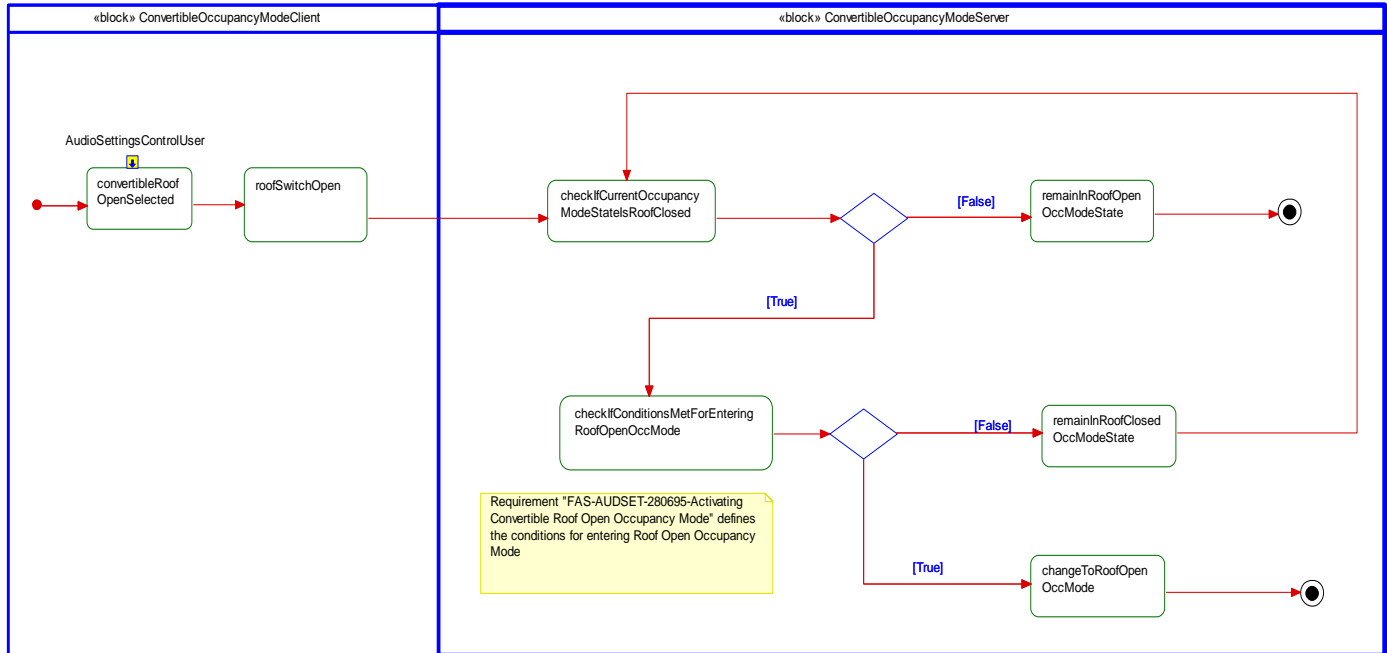 «block» ConvertibleOccupancyModeClient
«block» ConvertibleOccupancyModeServer
AudioSettingsControlUser
convertibleRoof
OpenSelected
roofSwitchOpen
checkIfCurrentOccupancy
ModeStateIsRoofClosed
[False]
remainInRoofOpen
OccModeState
[True]
checkIfConditionsMetForEntering
RoofOpenOccMode
[False]
remainInRoofClosed
OccModeState
Requirement "FAS-AUDSET-280695-Activating
Convertible Roof Open Occupancy Mode" defines
the conditions for entering Roof Open Occupancy
Mode
[True]
changeToRoofOpen
OccMode